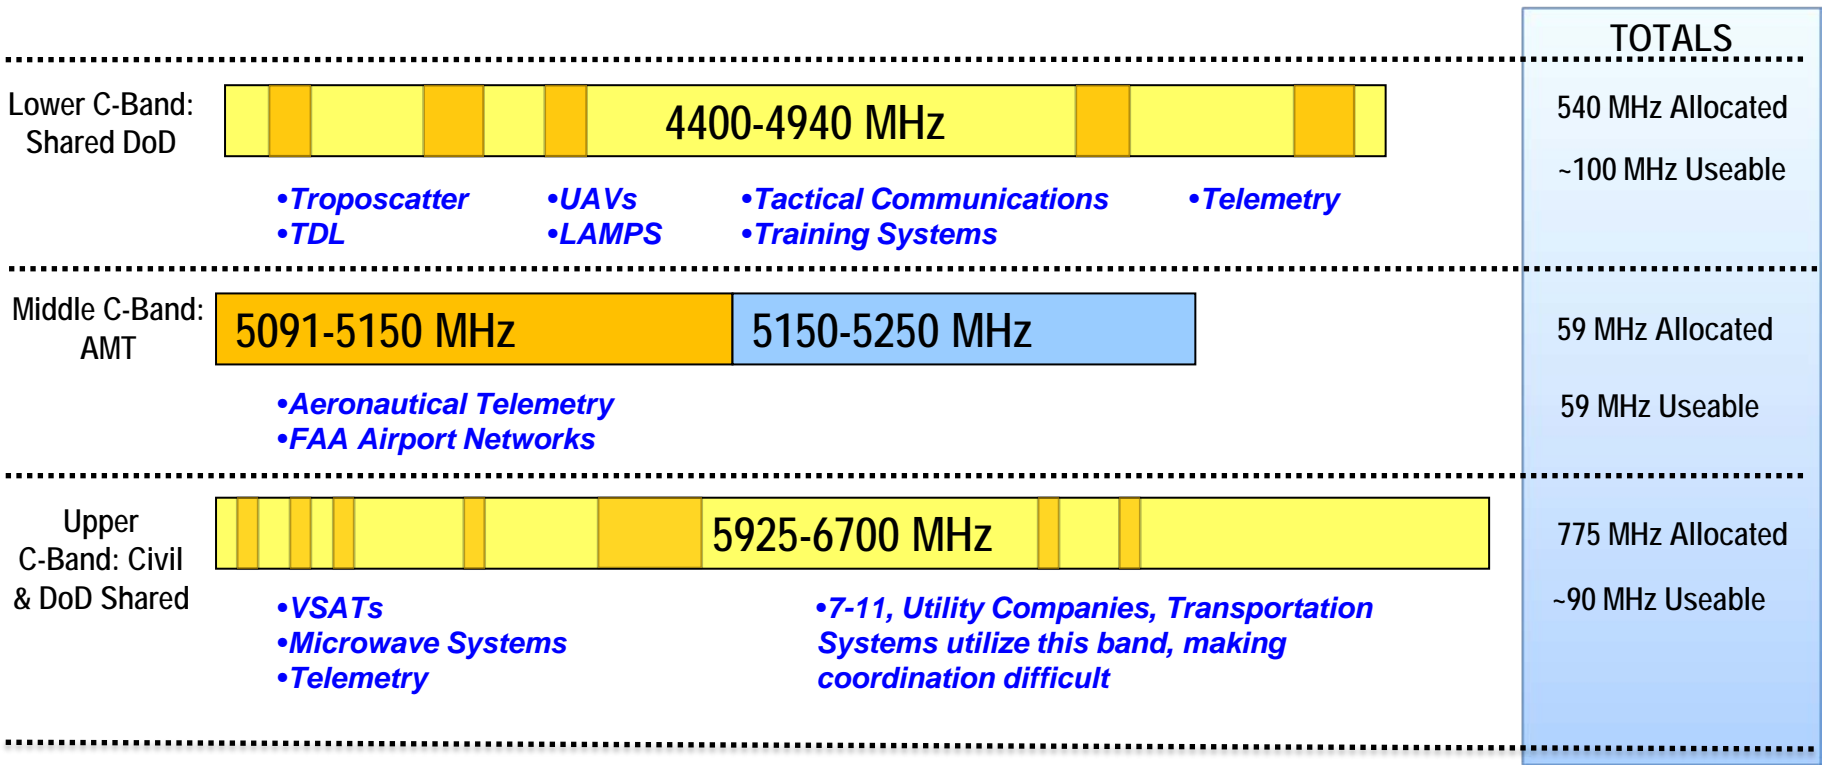 TOTALS
Lower C-Band:
Shared DoD
4400-4940 MHz
540 MHz Allocated
~100 MHz Useable
•Troposcatter
•TDL
•UAVs
•LAMPS
•Tactical Communications
•Training Systems
•Telemetry
Middle C-Band:
AMT
5091-5150 MHz
5150-5250 MHz
59 MHz Allocated
59 MHz Useable
•Aeronautical Telemetry
•FAA Airport Networks
Upper
C-Band: Civil
& DoD Shared
5925-6700 MHz
775 MHz Allocated
~90 MHz Useable
•VSATs
•Microwave Systems
•Telemetry
•7-11, Utility Companies, Transportation
Systems utilize this band, making
coordination difficult